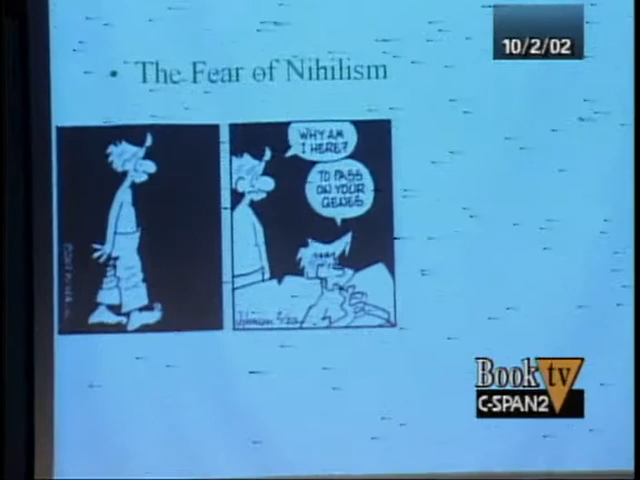 10/2/02
• The Fear of Nihilism
WHY AM
I HERE?
TO PASS
ON YOUR
GENES.
Book tv
C-SPAN2